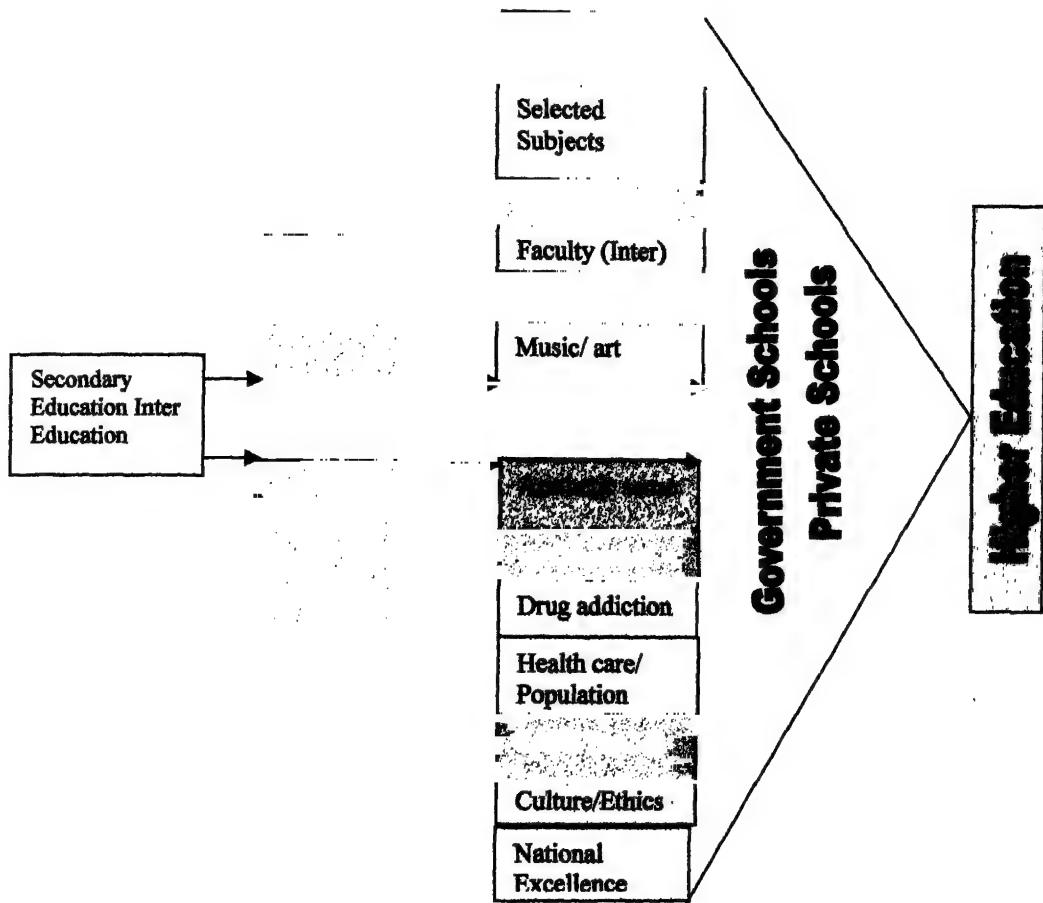 Selected
Subjects
Faculty (Inter)
Music/ art
Secondary
Education Inter
Education
Drug addiction
Health care/
Population
Culture/Ethics
National
Excellence
Government Schools
Private Schools
Higher Education